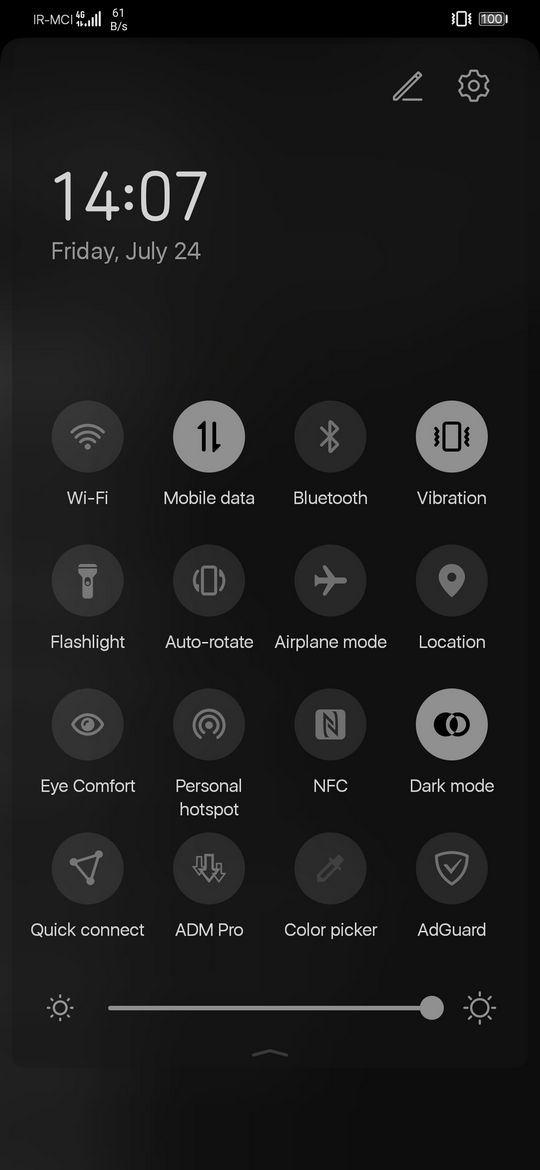 IR-MCI 4G 61 B/s 100
14:07
Friday, July 24
Wi-Fi Mobile data Bluetooth Vibration
Flashlight Auto-rotate Airplane mode Location
Eye Comfort Personal hotspot NFC Dark mode
Quick connect ADM Pro Color picker AdGuard